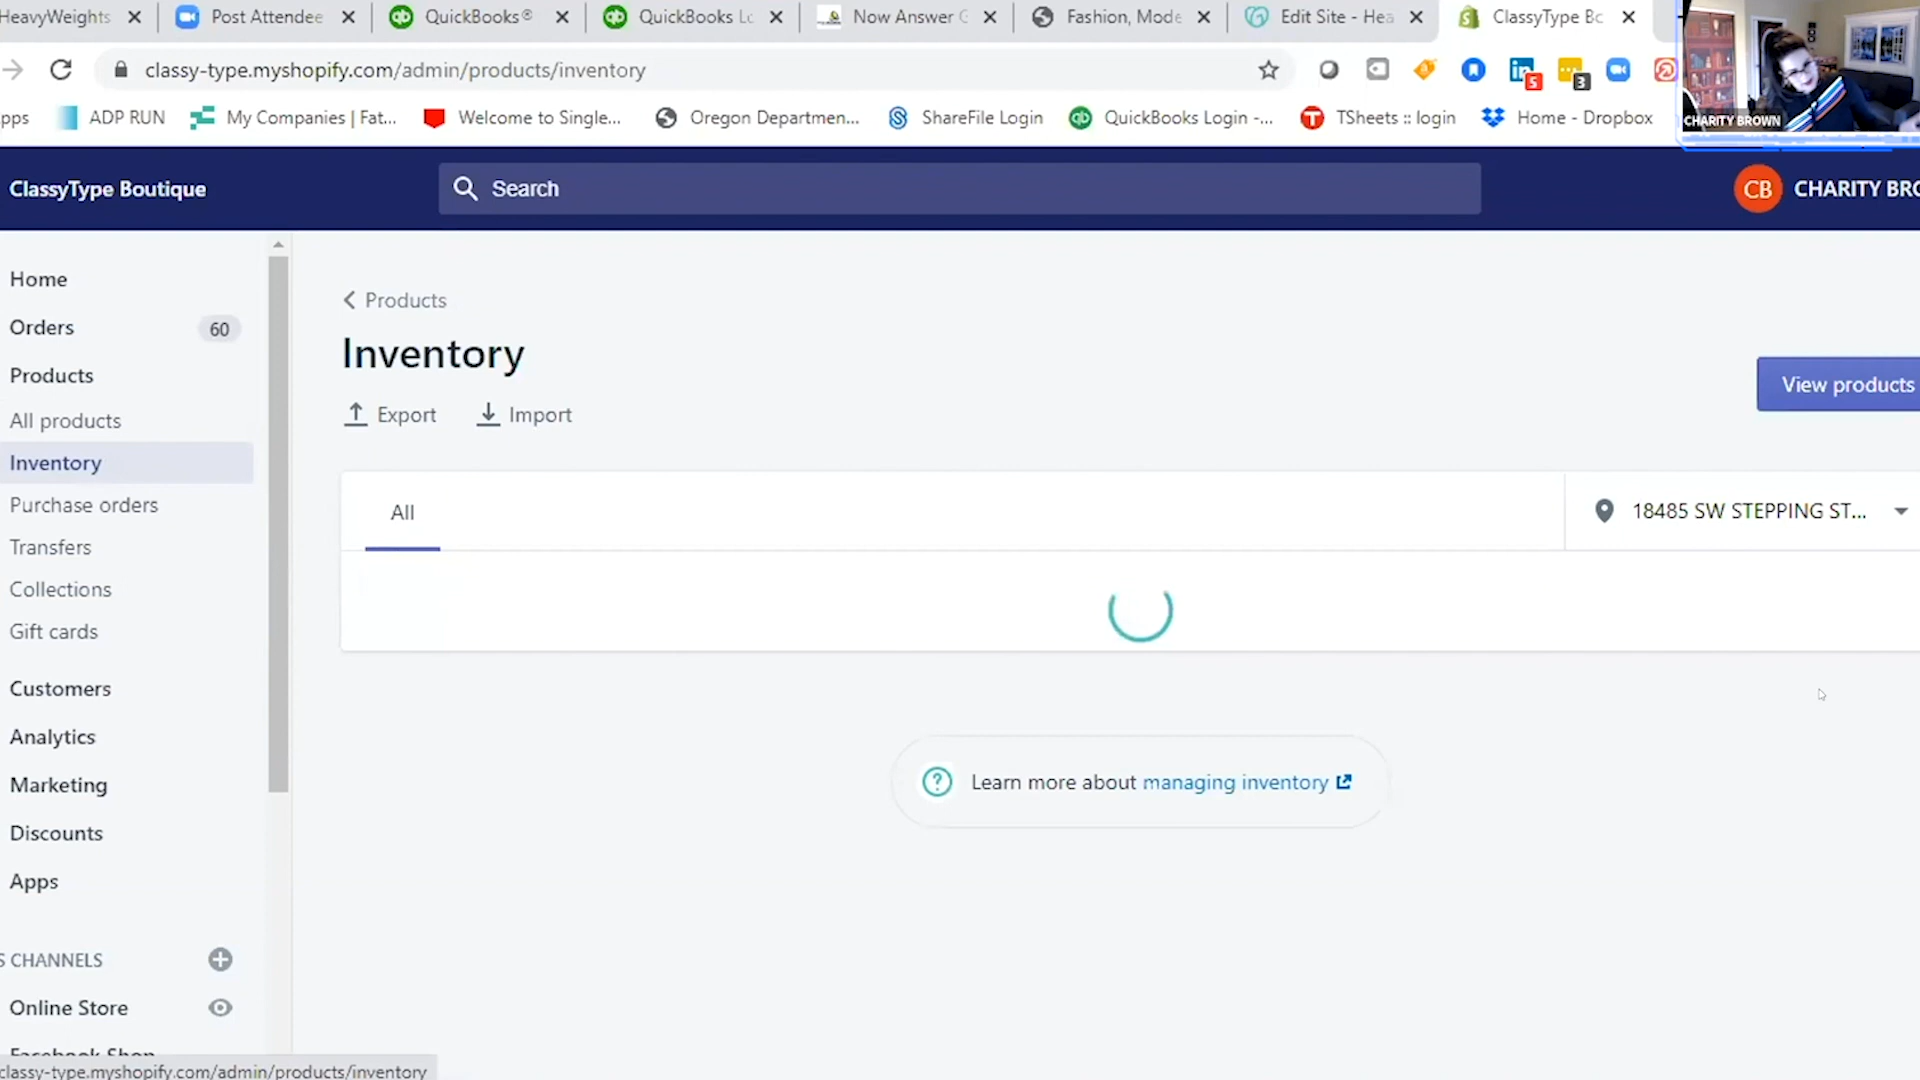 HeavyWeights
Post Attendee
QuickBooks®
QuickBooks Lo
Now Answer
Fashion, Mode
Edit Site - Hea
ClassyType Bo
classy-type.myshopify.com/admin/products/inventory
5
3
pps
ADP RUN
My Companies | Fat...
Welcome to Single...
Oregon Departmen...
ShareFile Login
QuickBooks Login -...
TSheets :: login
Home - Dropbox
CHARITY BROWN
ClassyType Boutique
Search
CB
CHARITY BRO
Home
Orders
60
Products
All products
Inventory
Purchase orders
Transfers
Collections
Gift cards
Customers
Analytics
Marketing
Discounts
Apps
S CHANNELS
Online Store
Facebook Shop
classy-type.myshopify.com/admin/products/inventory
Products
Inventory
Export
Import
View products
All
18485 SW STEPPING ST...
Learn more about managing inventory